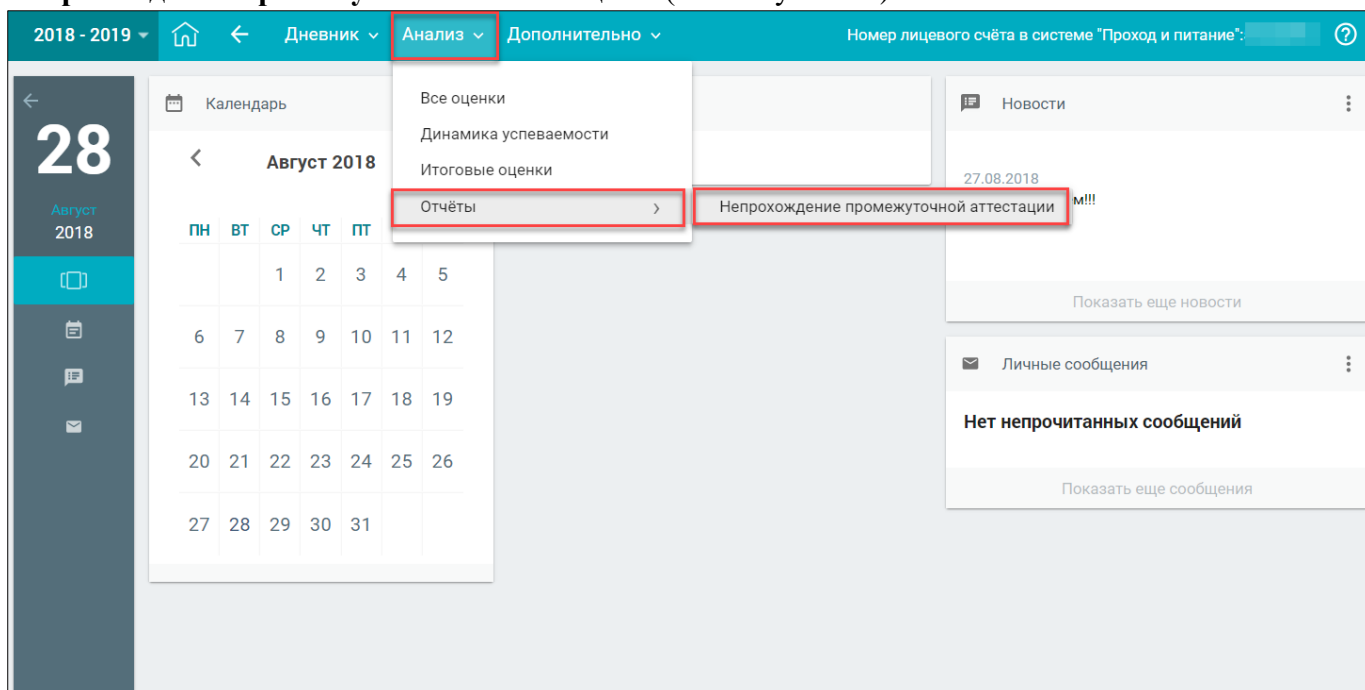 2018 - 2019 Дневник Анализ Дополнительно Номер лицевого счёта в системе "Проход и питание":
28
Август
2018
Календарь
Август 2018
ПН ВТ СР ЧТ ПТ
1 2 3 4 5
6 7 8 9 10 11 12
13 14 15 16 17 18 19
20 21 22 23 24 25 26
27 28 29 30 31
Все оценки
Динамика успеваемости
Итоговые оценки
Отчёты
Непрохождение промежуточной аттестации
Новости
27.08.2018
м!!!
Показать еще новости
Личные сообщения
Нет непрочитанных сообщений
Показать еще сообщения